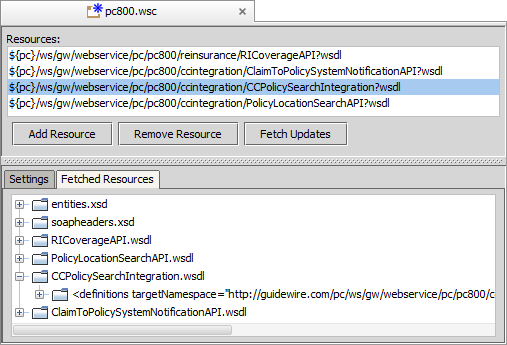 pc800.wsc
Resources:
${pc}/ws/gw/webservice/pc/pc800/reinsurance/RICoverageAPI?wsdl
${pc}/ws/gw/webservice/pc/pc800/ccintegration/ClaimToPolicySystemNotificationAPI?wsdl
${pc}/ws/gw/webservice/pc/pc800/ccintegration/CCPolicySearchIntegration?wsdl
${pc}/ws/gw/webservice/pc/pc800/ccintegration/PolicyLocationSearchAPI?wsdl
Add Resource Remove Resource Fetch Updates
Settings Fetched Resources
entities.xsd
soapheaders.xsd
RICoverageAPI.wsdl
PolicyLocationSearchAPI.wsdl
CCPolicySearchIntegration.wsdl
<definitions targetNamespace="http://guidewire.com/pc/ws/gw/webservice/pc/pc800/c
ClaimToPolicySystemNotificationAPI.wsdl